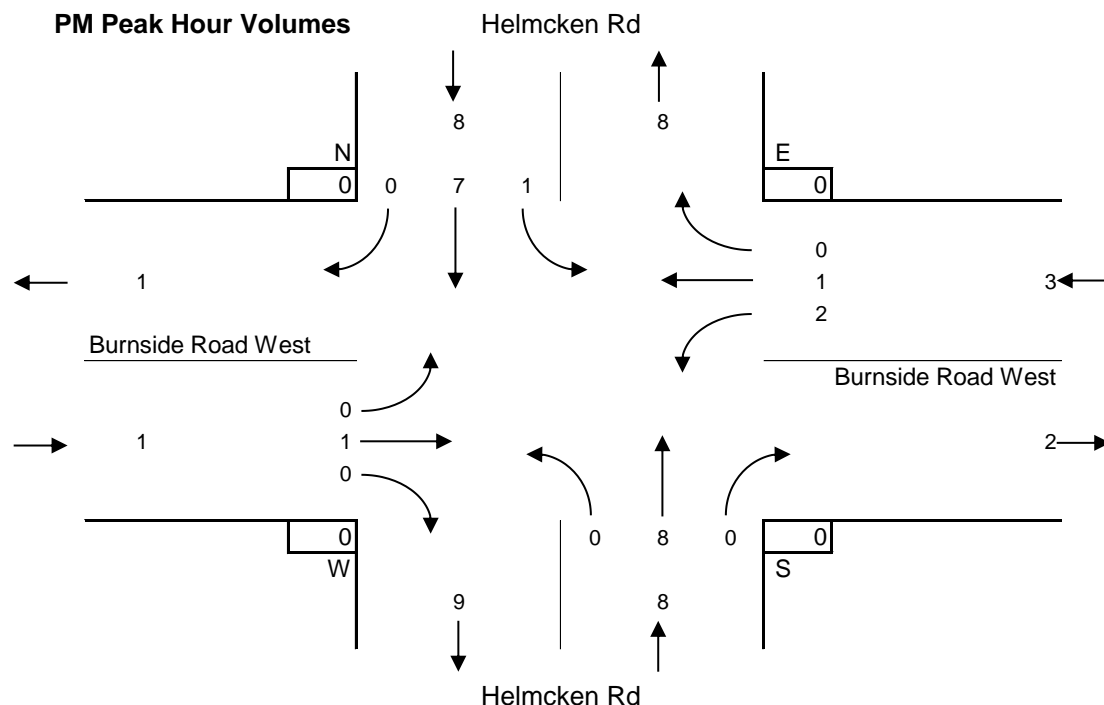 PM Peak Hour Volumes Helmcken Rd
8 8
N E
0 0 7 1 0
0
1 1 3
2
Burnside Road West
Burnside Road West
0
1 1 2
0
0 0 8 0 0
W S
9 8
Helmcken Rd